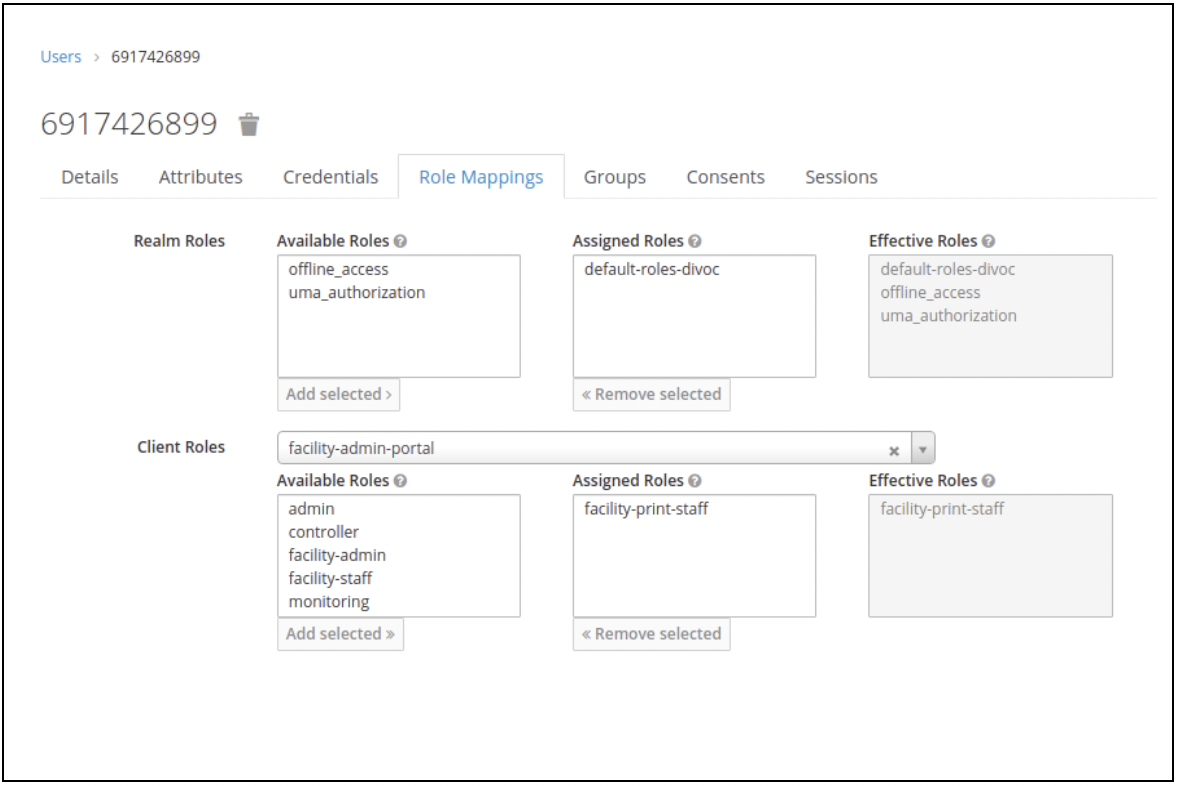 Users > 6917426899
6917426899
Details Attributes Credentials Role Mappings Groups Consents Sessions
Realm Roles Available Roles Assigned Roles Effective Roles
offline_access default-roles-divoc default-roles-divoc
uma_authorization offline_access
uma_authorization
Add selected > « Remove selected
Client Roles facility-admin-portal
Available Roles Assigned Roles Effective Roles
admin facility-print-staff facility-print-staff
controller
facility-admin
facility-staff
monitoring
Add selected » « Remove selected